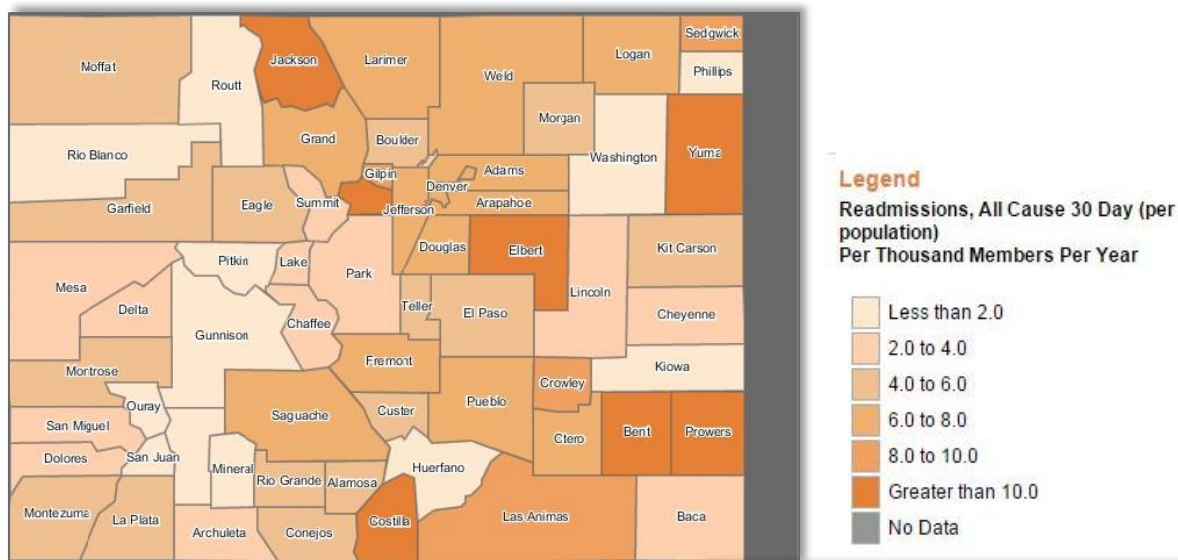 Sedgwick
Logan
Moffat
Jackson
Larimer
Weld
Phillips
Routt
Morgan
Grand
Boulder
Rio Blanco
Washington
Yuma
Gilpin
Adams
Denver
Eagle
Summit
Garfield
Jefferson
Arapahoe
Douglas
Elbert
Kit Carson
Pitkin
Lake
Park
Mesa
Lincoln
Delta
Teller
El Paso
Cheyenne
Chaffee
Gunnison
Fremont
Montrose
Kiowa
Crowley
Ouray
Pueblo
Custer
Saguache
San Miguel
Ctero
Bent
Prowers
San Juan
Dolores
Mineral
Huerfano
Rio Grande
Alamosa
Montezuma
La Plata
Costilla
Las Animas
Baca
Archuleta
Conejos
Legend
Readmissions, All Cause 30 Day (per
population)
Per Thousand Members Per Year
Less than 2.0
2.0 to 4.0
4.0 to 6.0
6.0 to 8.0
8.0 to 10.0
Greater than 10.0
No Data